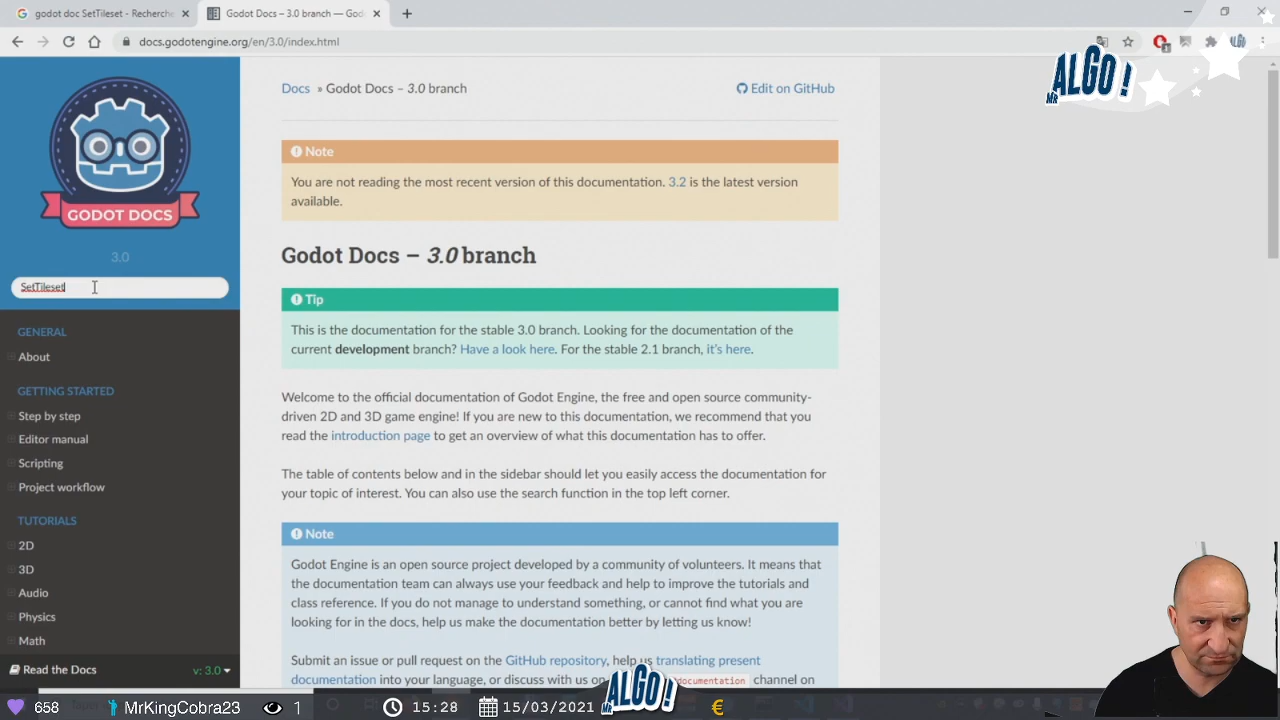 godot doc SetTileset - Recherche
Godot Docs – 3.0 branch — God
docs.godotengine.org/en/3.0/index.html
MR ALGO !
GODOT DOCS
3.0
SetTileset
GENERAL
About
GETTING STARTED
Step by step
Editor manual
Scripting
Project workflow
TUTORIALS
2D
3D
Audio
Physics
Math
Read the Docs
v: 3.0
Docs » Godot Docs – 3.0 branch
Edit on GitHub
Note
You are not reading the most recent version of this documentation. 3.2 is the latest version
available.
Godot Docs – 3.0 branch
Tip
This is the documentation for the stable 3.0 branch. Looking for the documentation of the
current development branch? Have a look here. For the stable 2.1 branch, it's here.
Welcome to the official documentation of Godot Engine, the free and open source community-
driven 2D and 3D game engine! If you are new to this documentation, we recommend that you
read the introduction page to get an overview of what this documentation has to offer.
The table of contents below and in the sidebar should let you easily access the documentation for
your topic of interest. You can also use the search function in the top left corner.
Note
Godot Engine is an open source project developed by a community of volunteers. It means that
the documentation team can always use your feedback and help to improve the tutorials and
class reference. If you do not manage to understand something, or cannot find what you are
looking for in the docs, help us make the documentation better by letting us know!
Submit an issue or pull request on the GitHub repository, help us translating present
documentation into your language, or discuss with us on documentation channel on
658
MrKingCobra23
1
15:28
15/03/2021
MR ALGO !
€